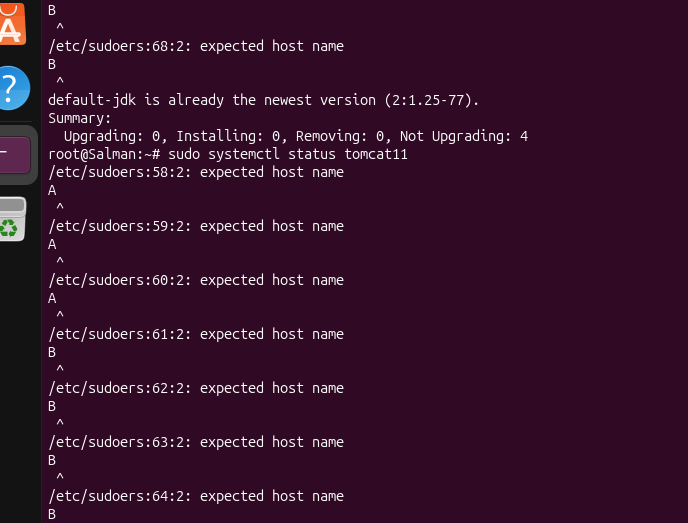 B
 ^
/etc/sudoers:68:2: expected host name
B
 ^
default-jdk is already the newest version (2:1.25-77).
Summary:
  Upgrading: 0, Installing: 0, Removing: 0, Not Upgrading: 4
root@Salman:~# sudo systemctl status tomcat11
/etc/sudoers:58:2: expected host name
A
 ^
/etc/sudoers:59:2: expected host name
A
 ^
/etc/sudoers:60:2: expected host name
A
 ^
/etc/sudoers:61:2: expected host name
B
 ^
/etc/sudoers:62:2: expected host name
B
 ^
/etc/sudoers:63:2: expected host name
B
 ^
/etc/sudoers:64:2: expected host name
B